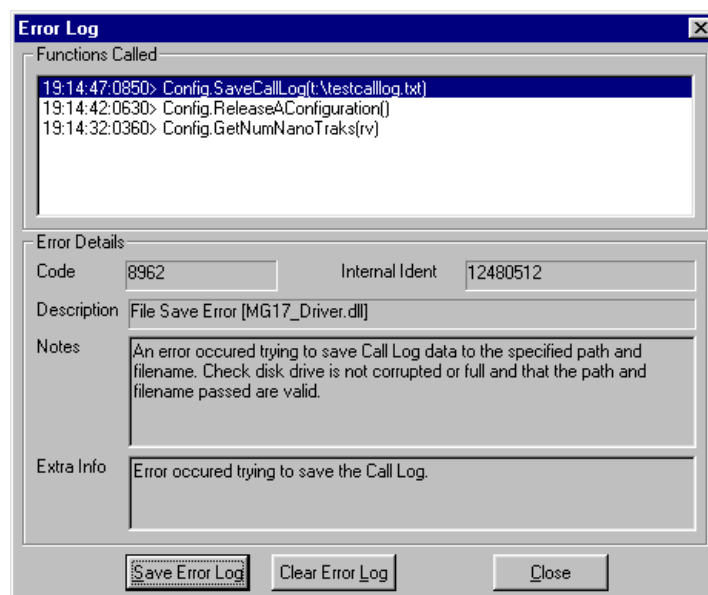 Error Log
Functions Called
19:14:47:0850> Config.SaveCallLog(t:\testcalllog.txt)
19:14:42:0630> Config.ReleaseAConfiguration()
19:14:32:0360> Config.GetNumNanoTraks(rv)
Error Details
Code 8962 Internal Ident 12480512
Description File Save Error [MG17_Driver.dll]
Notes An error occured trying to save Call Log data to the specified path and
filename. Check disk drive is not corrupted or full and that the path and
filename passed are valid.
Extra Info Error occured trying to save the Call Log.
Save Error Log Clear Error Log Close